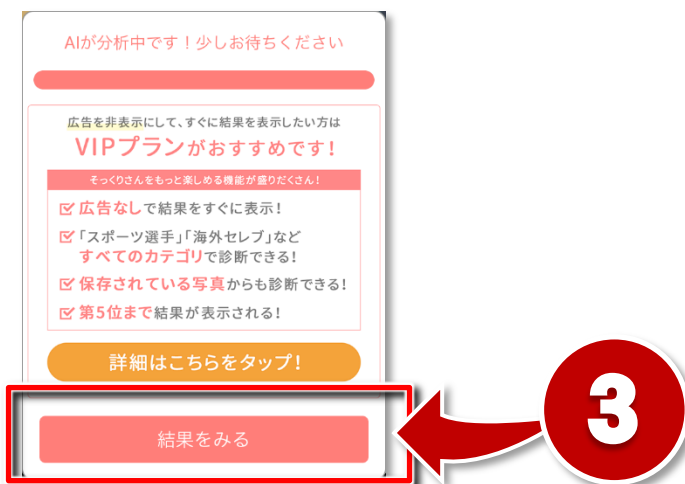 AIが分析中です！少しお待ちください
広告を非表示にして、すぐに結果を表示したい方は
VIPプランがおすすめです！
そっくりさんをもっと楽しめる機能が盛りだくさん！
広告なしで結果をすぐに表示！
「スポーツ選手」「海外セレブ」など
すべてのカテゴリで診断できる！
保存されている写真からも診断できる！
第5位まで結果が表示される！
詳細はこちらをタップ！
結果をみる
3